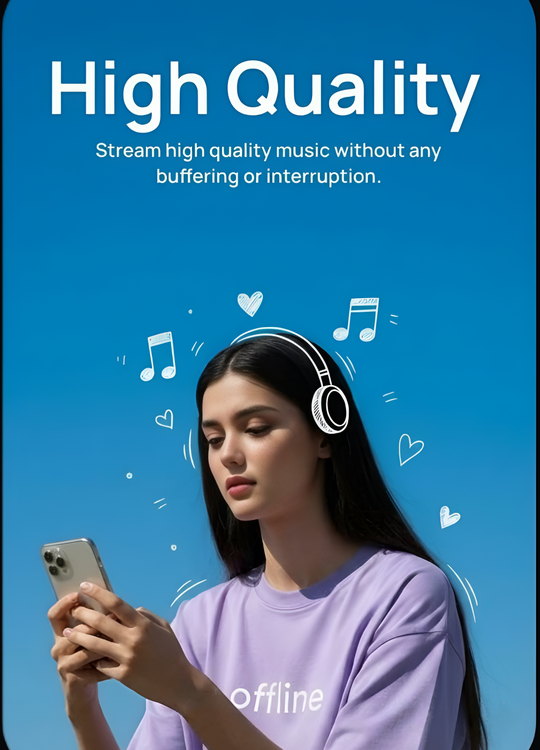 High Quality
Stream high quality music without any
buffering or interruption.
offline